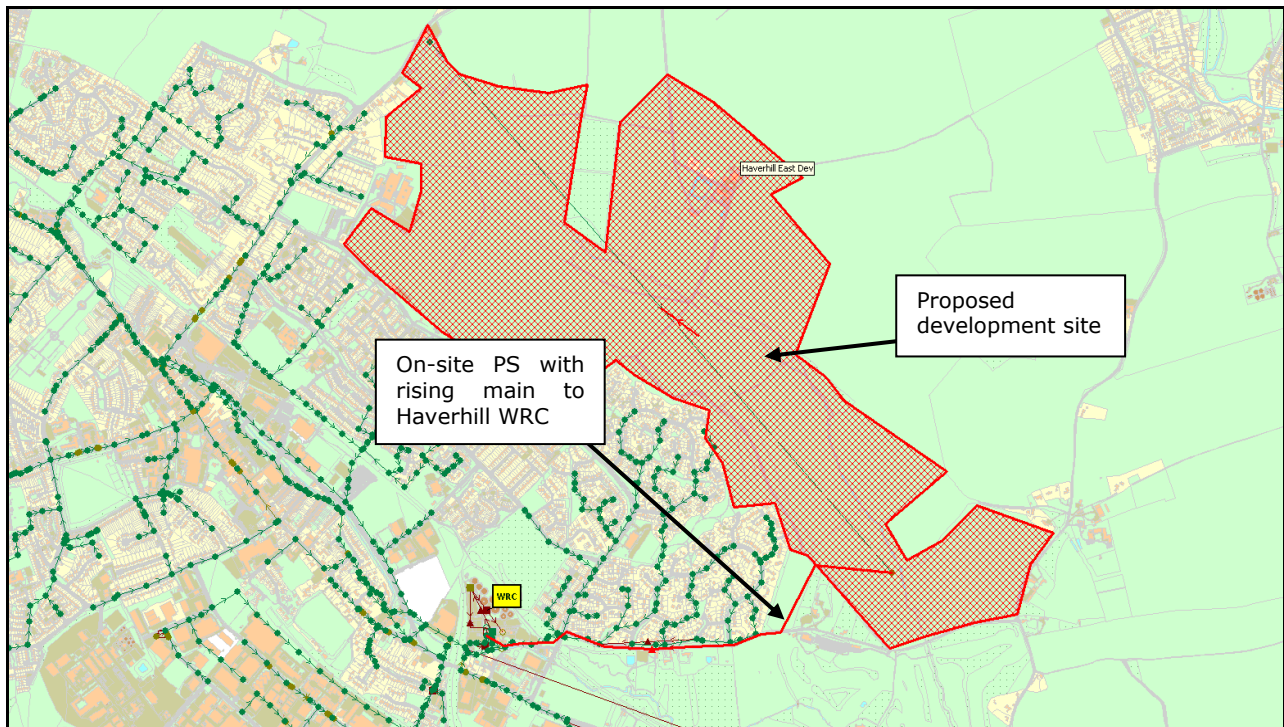 Haverhill East Dev
Proposed
development site
On-site PS with
rising main to
Haverhill WRC
WRC